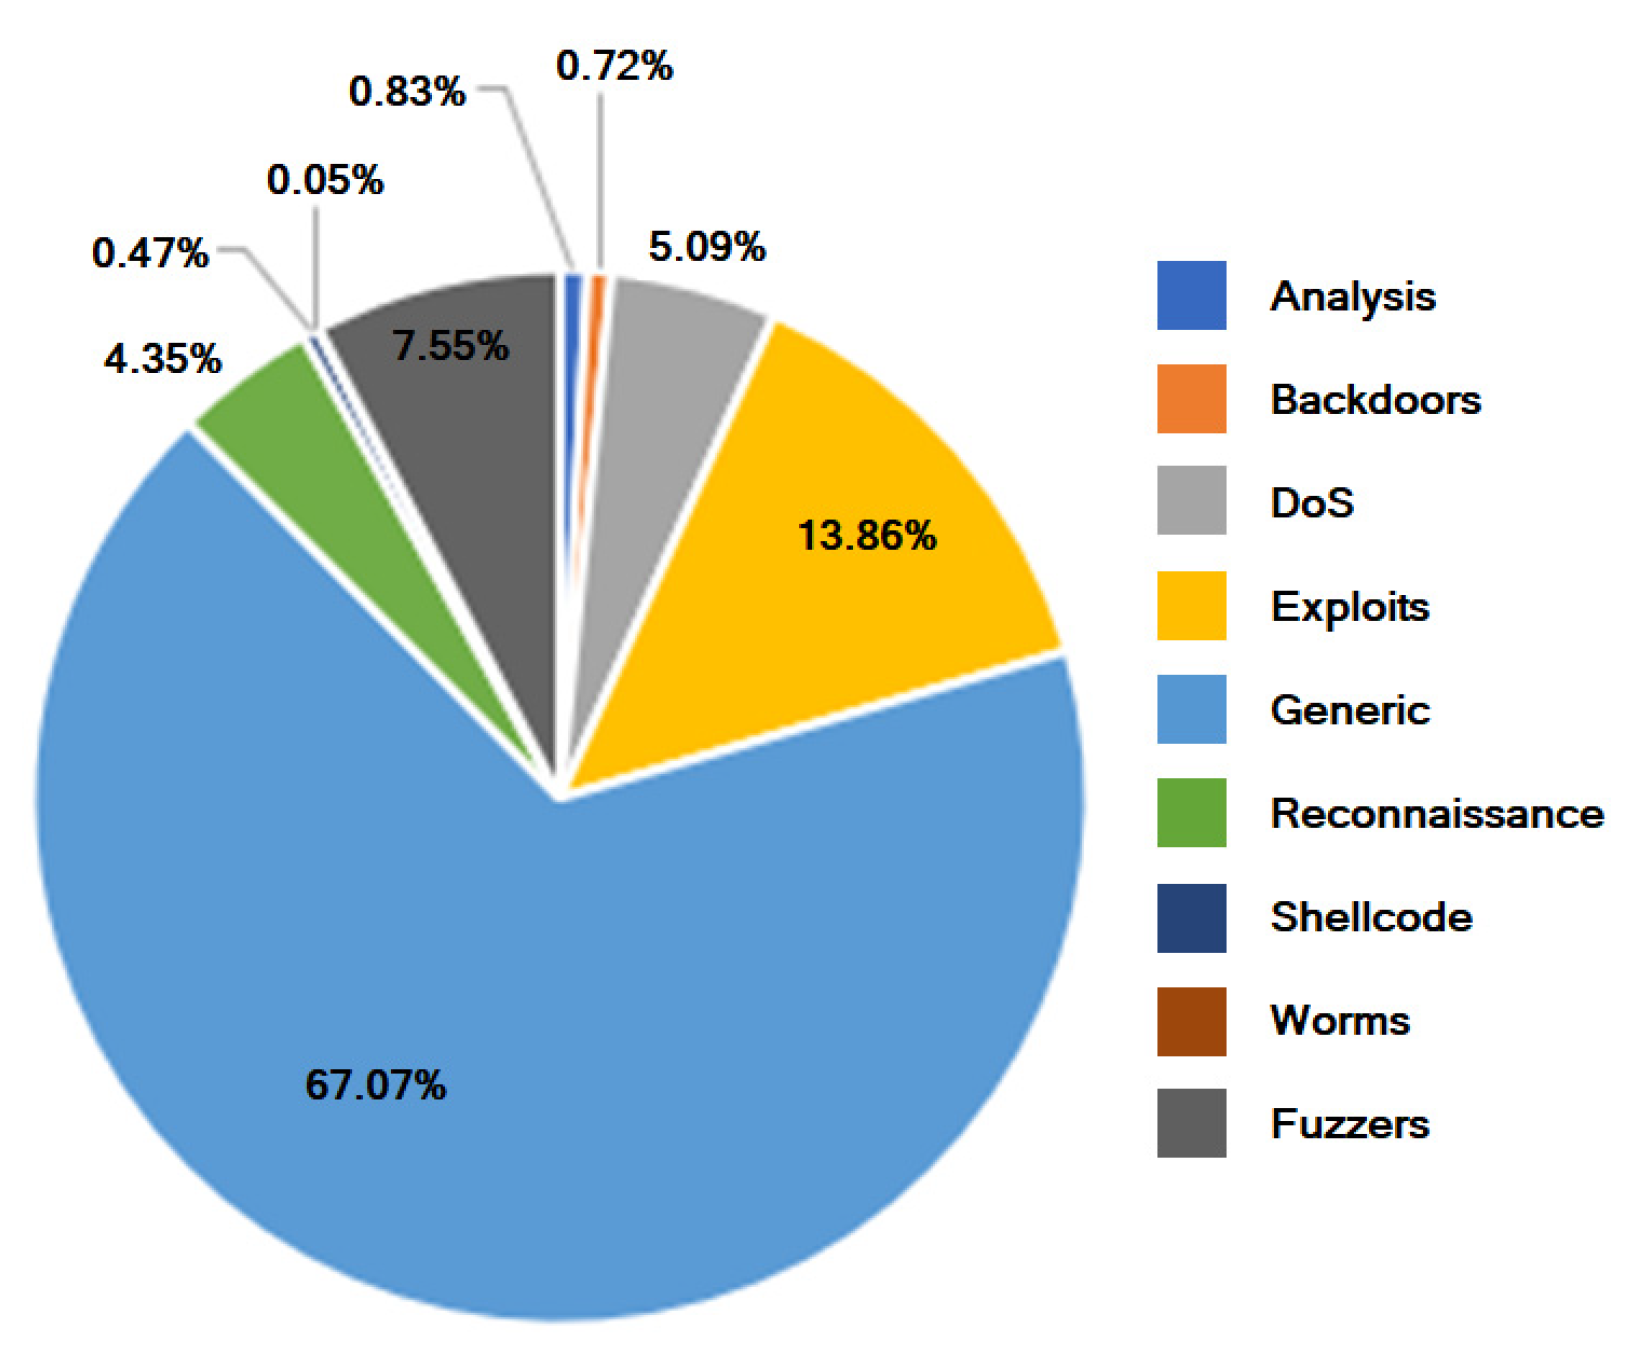 0.72%
0.83%
0.05%
5.09%
0.47%
7.55%
4.35%
13.86%
67.07%
Analysis
Backdoors
DoS
Exploits
Generic
Reconnaissance
Shellcode
Worms
Fuzzers